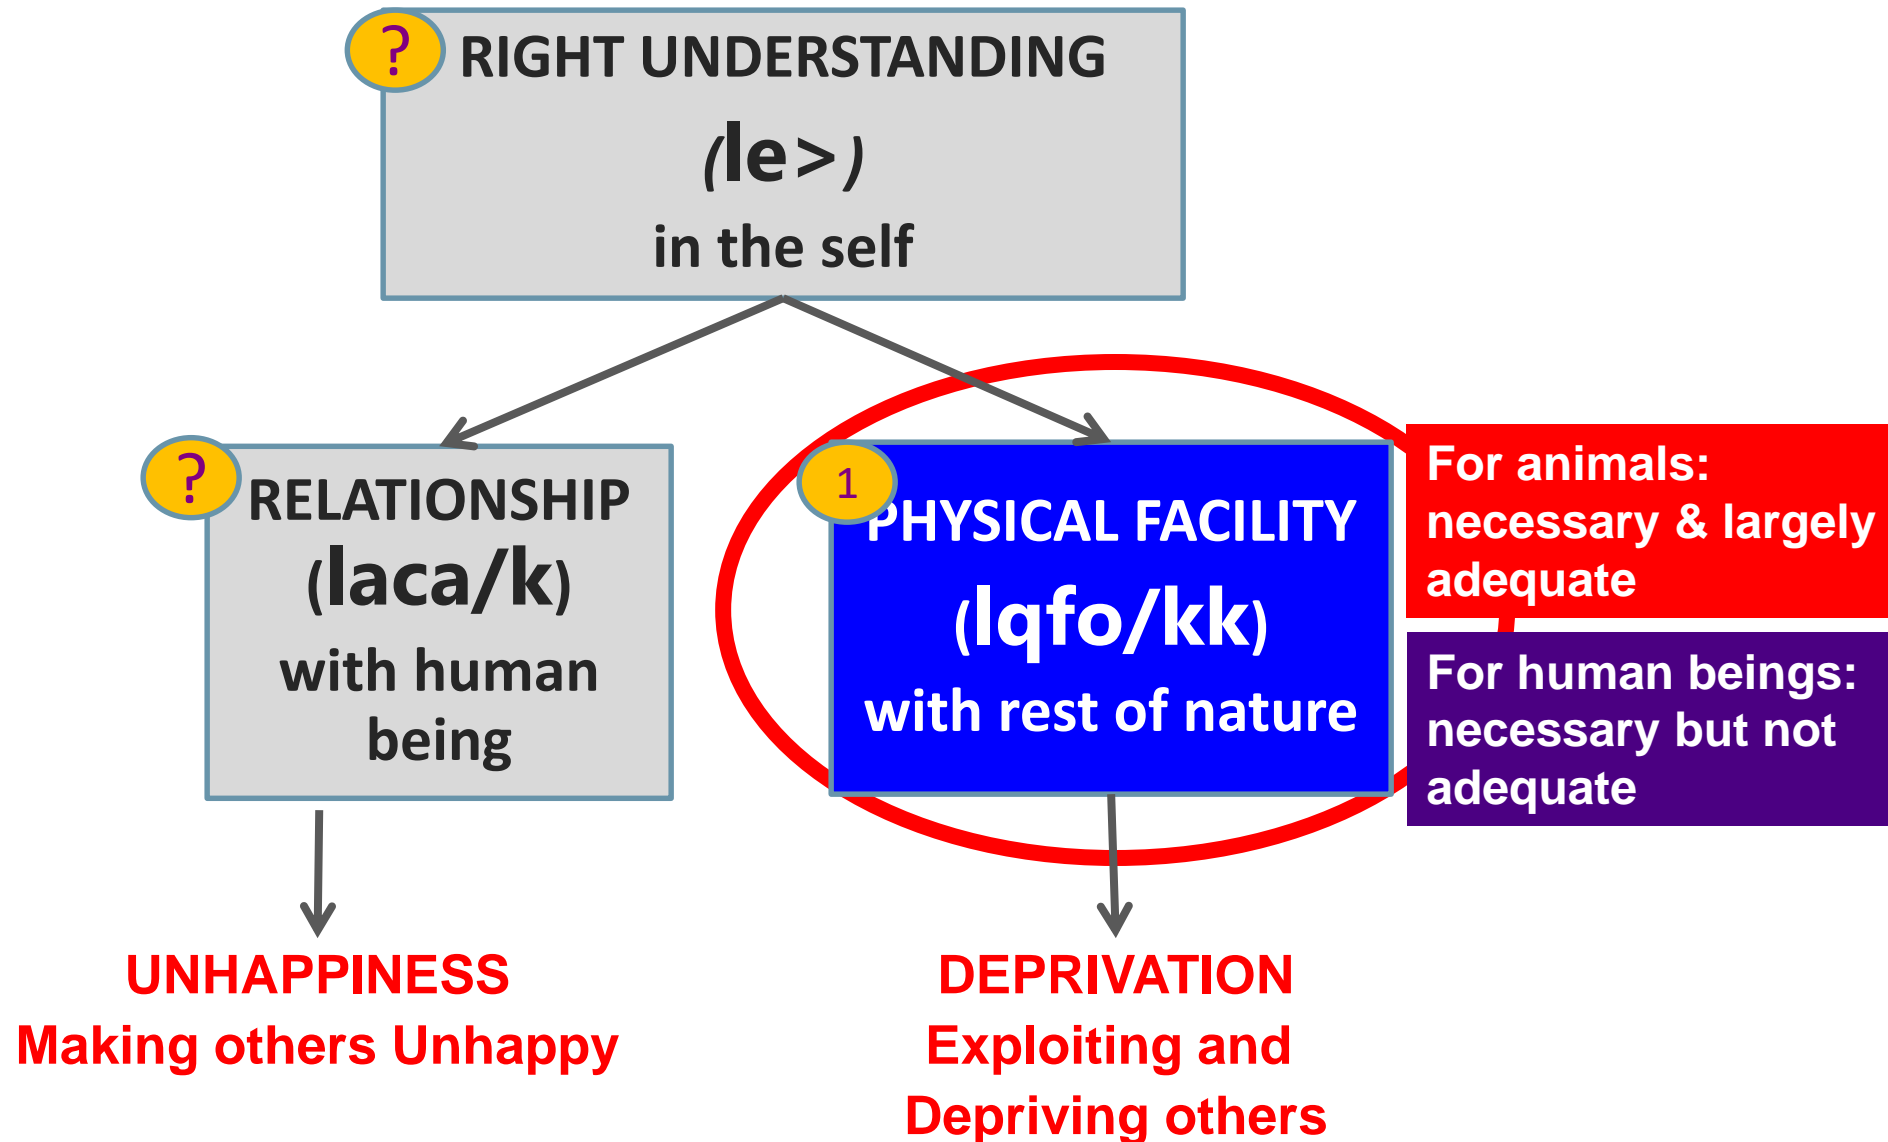 ?
RIGHT UNDERSTANDING
(le>)
in the self
?
RELATIONSHIP
(laca/k)
with human
being
1
PHYSICAL FACILITY
(lqfo/kk)
with rest of nature
For animals:
necessary & largely
adequate
For human beings:
necessary but not
adequate
UNHAPPINESS
Making others Unhappy
DEPRIVATION
Exploiting and
Depriving others